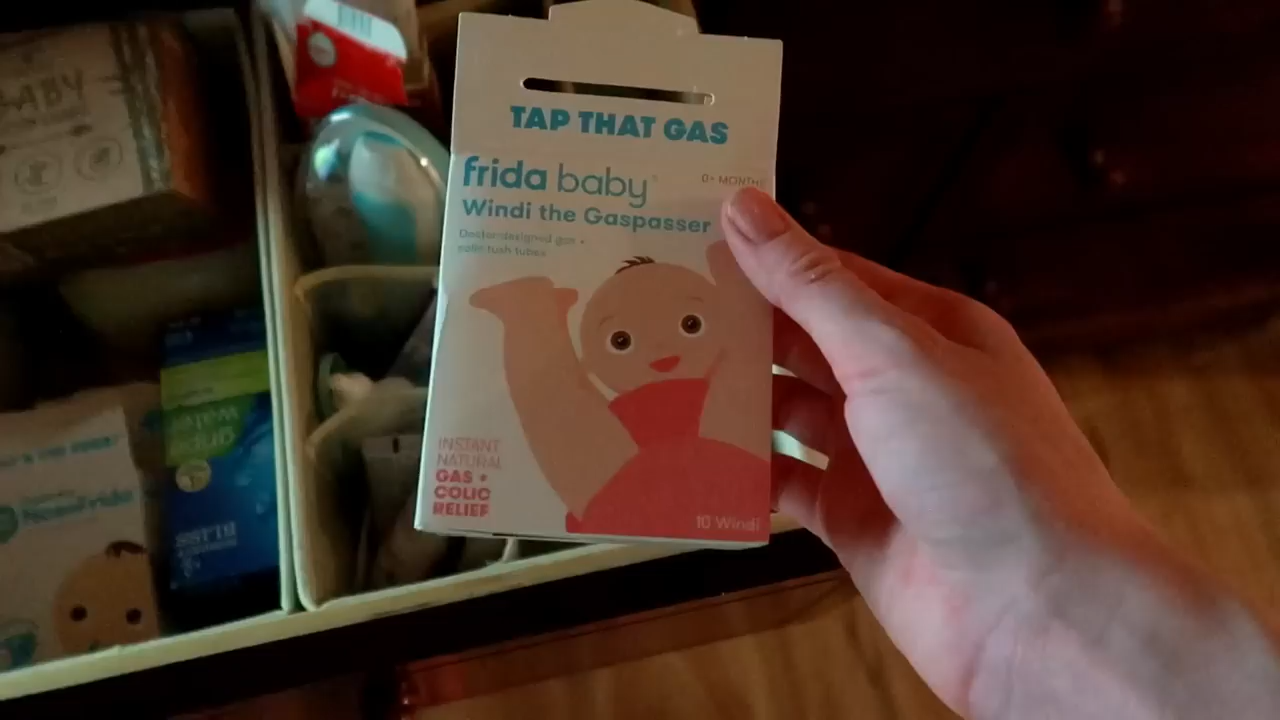 TAP THAT GAS
frida baby
0+ MONTHS
Windi the Gaspasser
Doctor-designed gas +
colic tush tubes
INSTANT
NATURAL
GAS +
COLIC
RELIEF
10 Windi
BABY